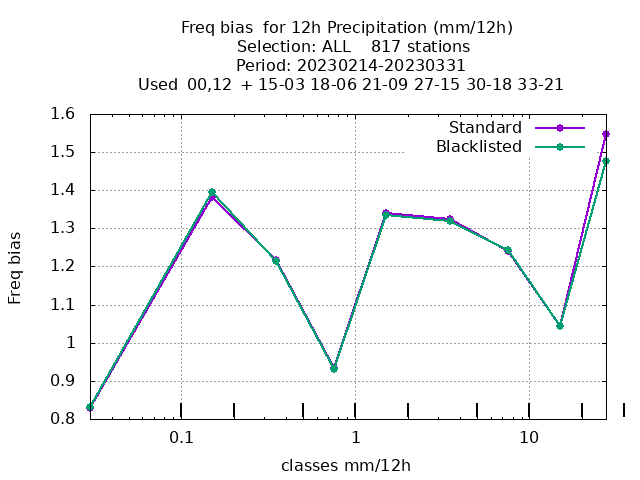 Freq bias  for 12h Precipitation (mm/12h)
Selection: ALL    817 stations
Period: 20230214-20230331
Used  00,12  + 15-03 18-06 21-09 27-15 30-18 33-21
Standard
Blacklisted
1.6
1.5
1.4
1.3
1.2
1.1
1
0.9
0.8
Freq bias
0.1
1
10
classes mm/12h